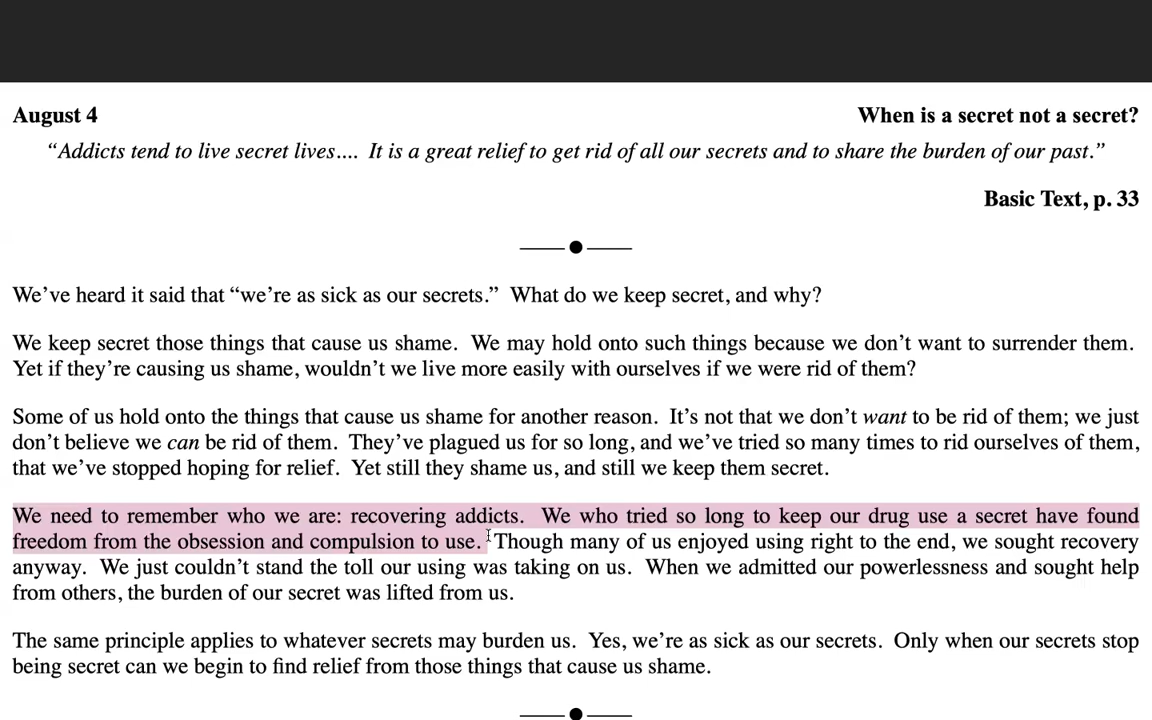 August 4 When is a secret not a secret?
“Addicts tend to live secret lives.... It is a great relief to get rid of all our secrets and to share the burden of our past.”
Basic Text, p. 33
We’ve heard it said that “we’re as sick as our secrets.” What do we keep secret, and why?
We keep secret those things that cause us shame. We may hold onto such things because we don’t want to surrender them.
Yet if they’re causing us shame, wouldn’t we live more easily with ourselves if we were rid of them?
Some of us hold onto the things that cause us shame for another reason. It’s not that we don’t want to be rid of them; we just
don’t believe we can be rid of them. They’ve plagued us for so long, and we’ve tried so many times to rid ourselves of them,
that we’ve stopped hoping for relief. Yet still they shame us, and still we keep them secret.
We need to remember who we are: recovering addicts. We who tried so long to keep our drug use a secret have found
freedom from the obsession and compulsion to use. Though many of us enjoyed using right to the end, we sought recovery
anyway. We just couldn’t stand the toll our using was taking on us. When we admitted our powerlessness and sought help
from others, the burden of our secret was lifted from us.
The same principle applies to whatever secrets may burden us. Yes, we’re as sick as our secrets. Only when our secrets stop
being secret can we begin to find relief from those things that cause us shame.